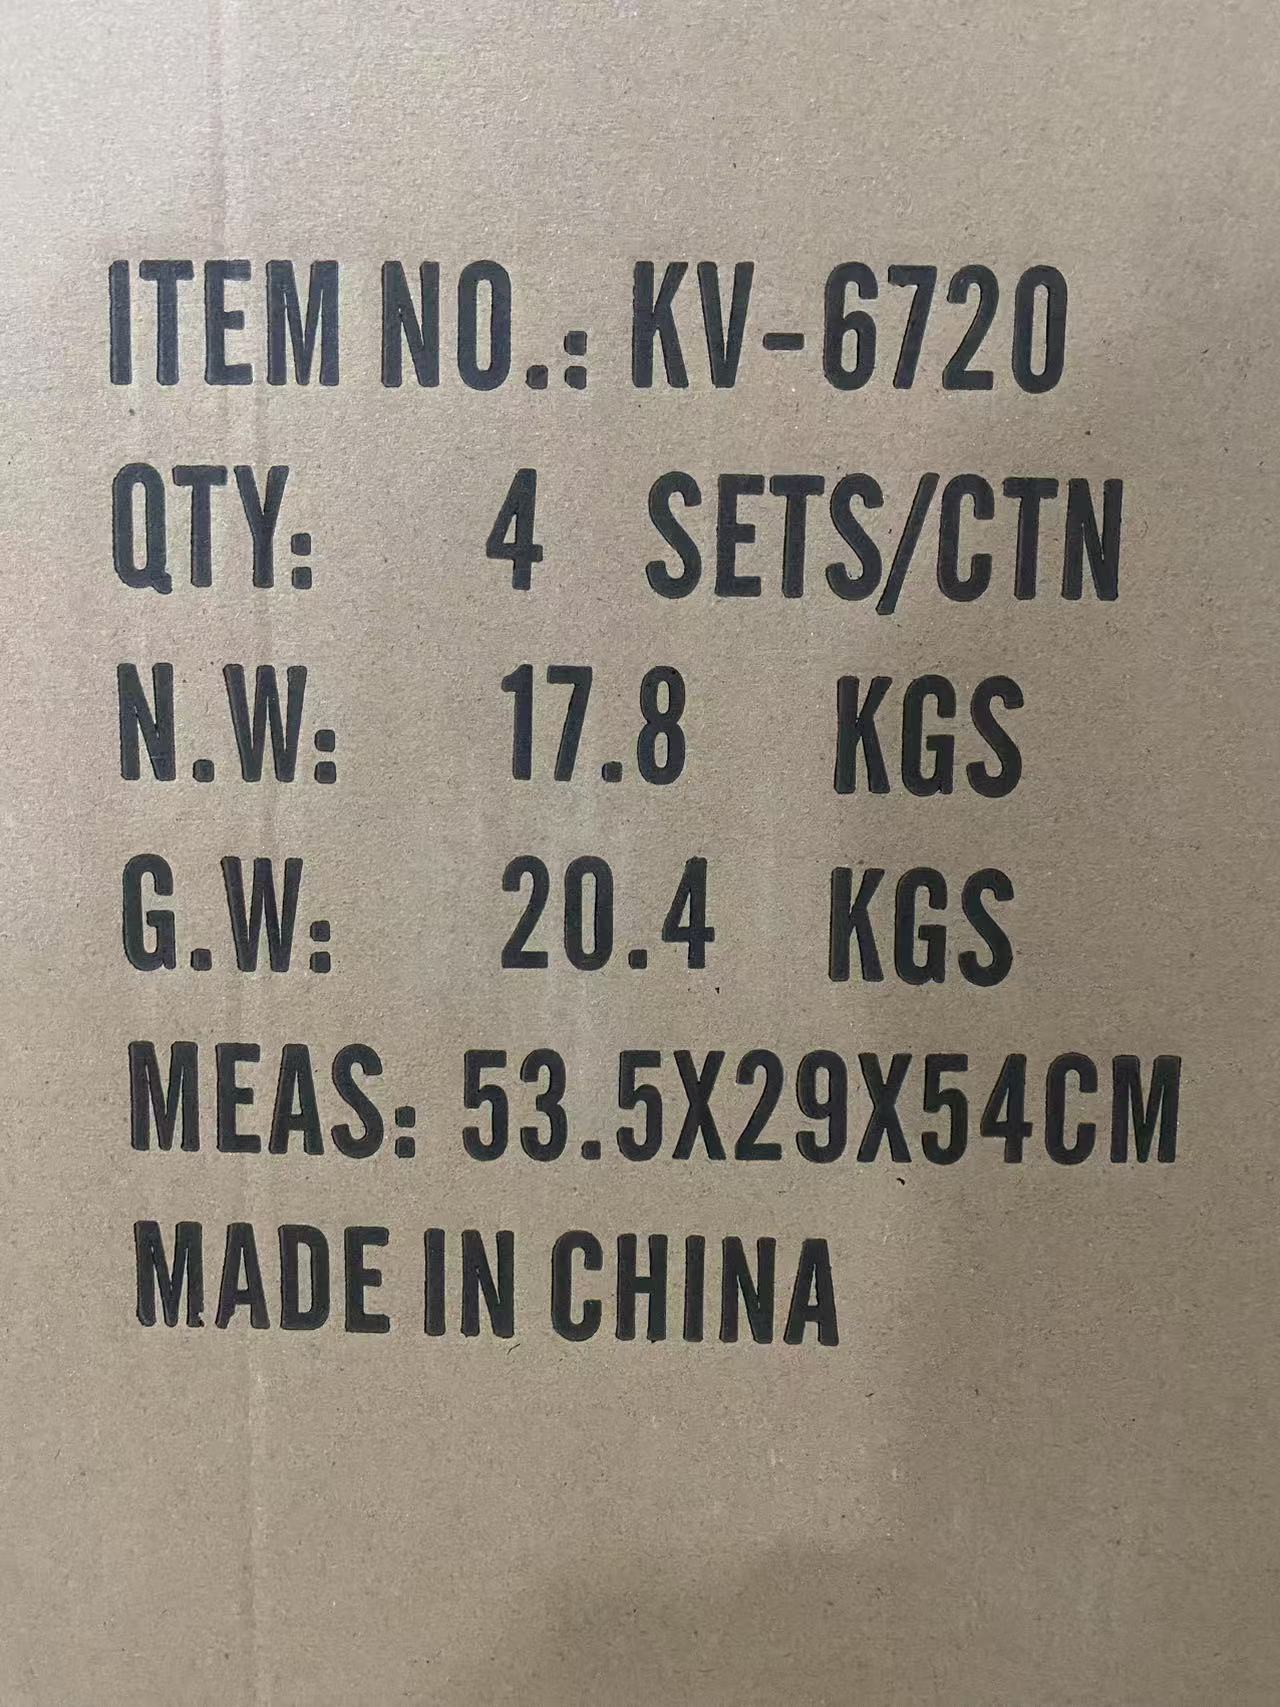 ITEM NO.: KV-6720
QTY: 4 SETS/CTN
N.W: 17.8 KGS
G.W: 20.4 KGS
MEAS: 53.5X29X54CM
MADE IN CHINA